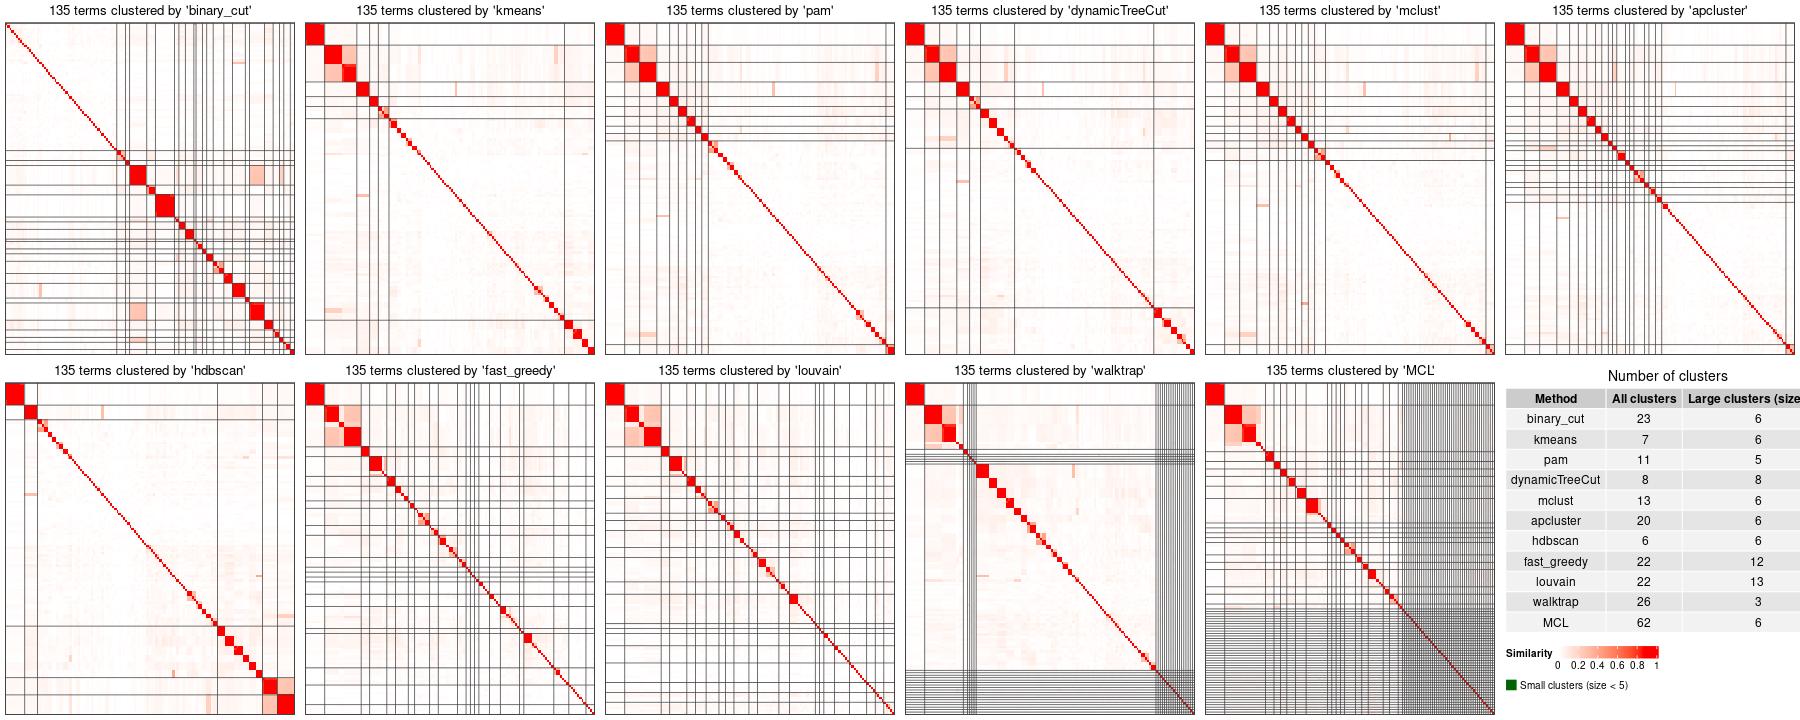 135 terms clustered by 'binary_cut'
135 terms clustered by 'kmeans'
135 terms clustered by 'pam'
135 terms clustered by 'dynamicTreeCut'
135 terms clustered by 'mclust'
135 terms clustered by 'apcluster'
135 terms clustered by 'hdbscan'
135 terms clustered by 'fast_greedy'
135 terms clustered by 'louvain'
135 terms clustered by 'walktrap'
135 terms clustered by 'MCL'
Number of clusters
Method All clusters Large clusters (size
binary_cut 23 6
kmeans 7 6
pam 11 5
dynamicTreeCut 8 8
mclust 13 6
apcluster 20 6
hdbscan 6 6
fast_greedy 22 12
louvain 22 13
walktrap 26 3
MCL 62 6
Similarity
0 0.2 0.4 0.6 0.8 1
Small clusters (size < 5)